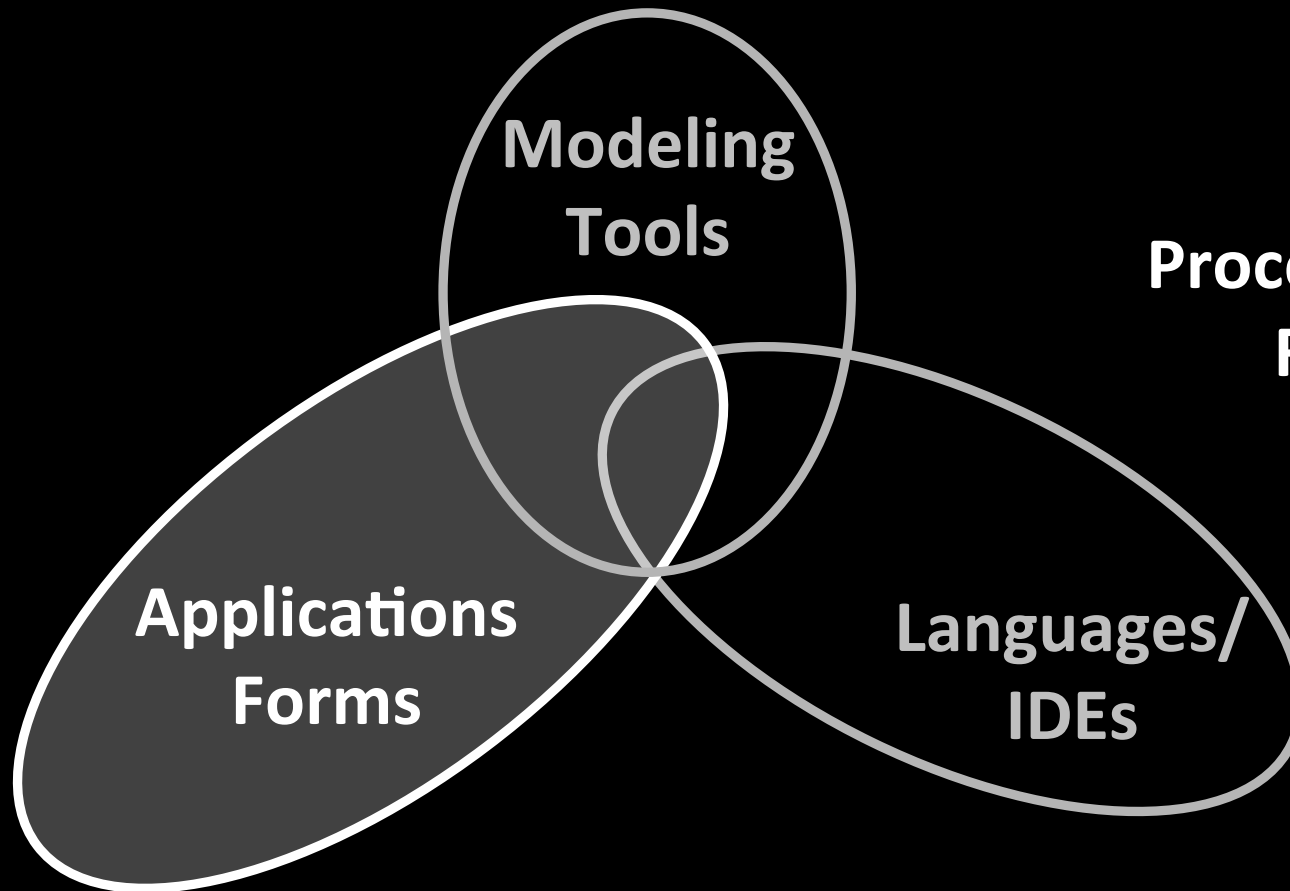 Modeling
Tools
Applications
Forms
Languages/
IDEs